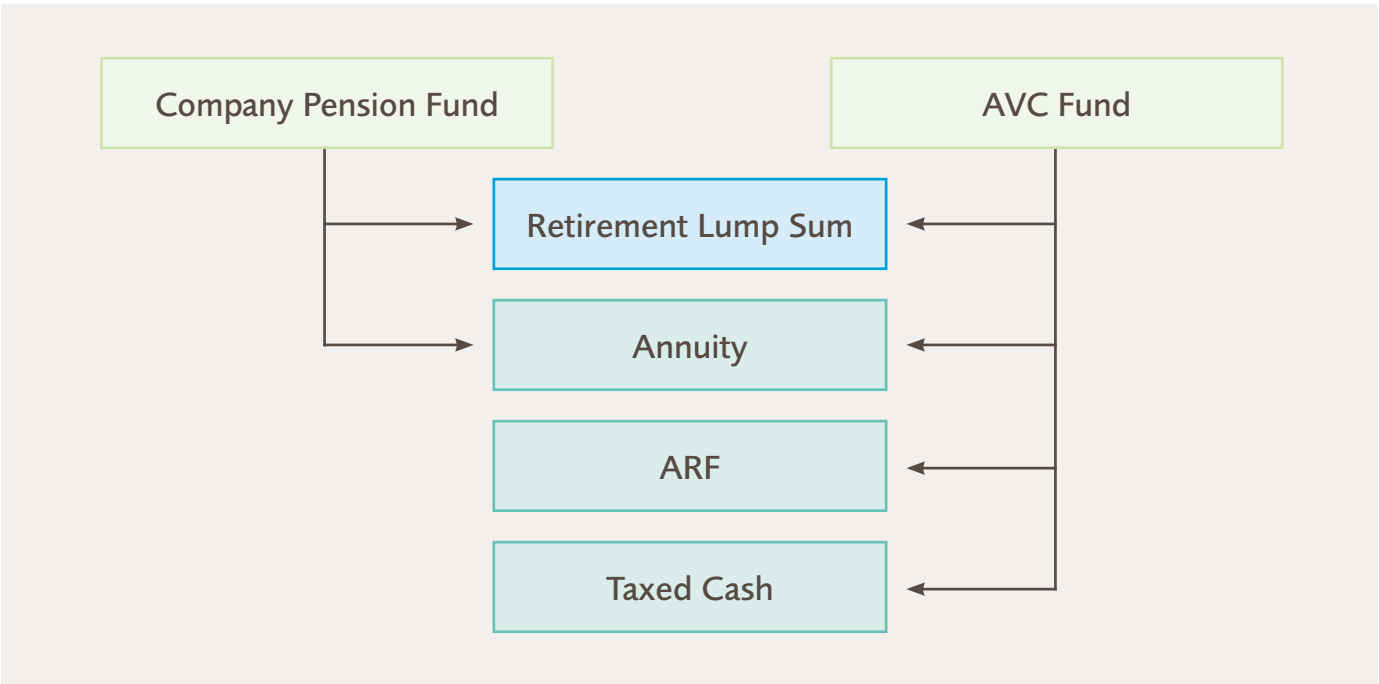 Company Pension Fund
AVC Fund
Retirement Lump Sum
Annuity
ARF
Taxed Cash